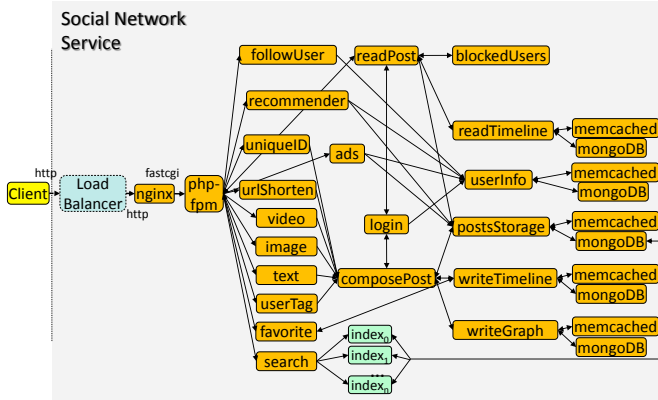 Social Network
Service
followUser
readPost
blockedUsers
recommender
uniqueID
ads
readTimeline
memcached
mongoDB
http
fastcgi
Client
Load
Balancer
http
nginx
php-
fpm
urlShorten
userInfo
memcached
mongoDB
video
login
postsStorage
memcached
mongoDB
image
text
composePost
writeTimeline
memcached
mongoDB
userTag
favorite
writeGraph
memcached
mongoDB
search
index0
index1
...
indexn